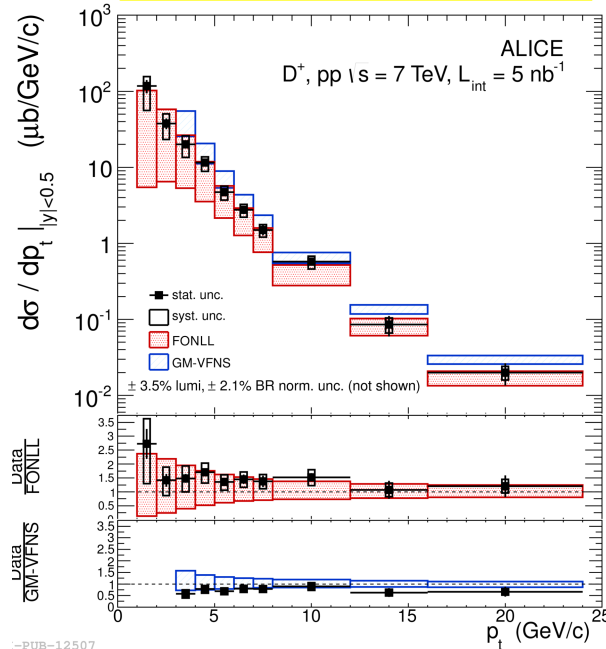 10³
ALICE
D⁺, pp √s = 7 TeV, L_int = 5 nb⁻¹
10²
10
1
10⁻¹
10⁻²
dσ / dp_t |_|y|<0.5 (μb/GeV/c)
stat. unc.
syst. unc.
FONLL
GM-VFNS
± 3.5% lumi, ± 2.1% BR norm. unc. (not shown)
Data
FONLL
3.5
3
2.5
2
1.5
1
0.5
0
Data
GM-VFNS
3.5
2.5
1.5
1
0.5
0 5 10 15 20 25
p_t (GeV/c)
-PUB-12507